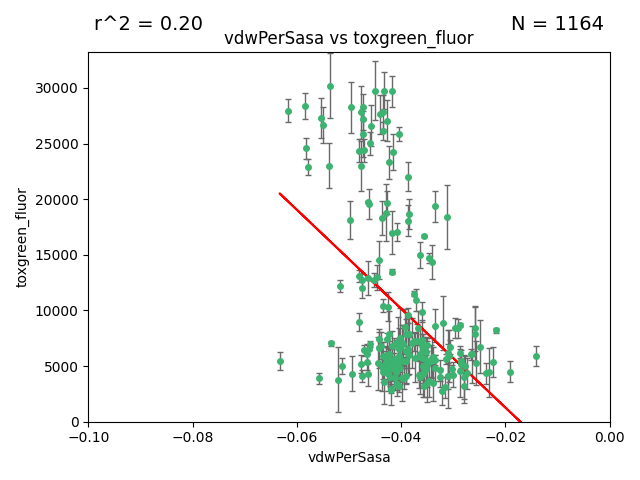 r^2 = 0.20
N = 1164
vdwPerSasa vs toxgreen_fluor
30000
25000
20000
15000
10000
5000
0
toxgreen_fluor
−0.10
−0.08
−0.06
−0.04
−0.02
0.00
vdwPerSasa